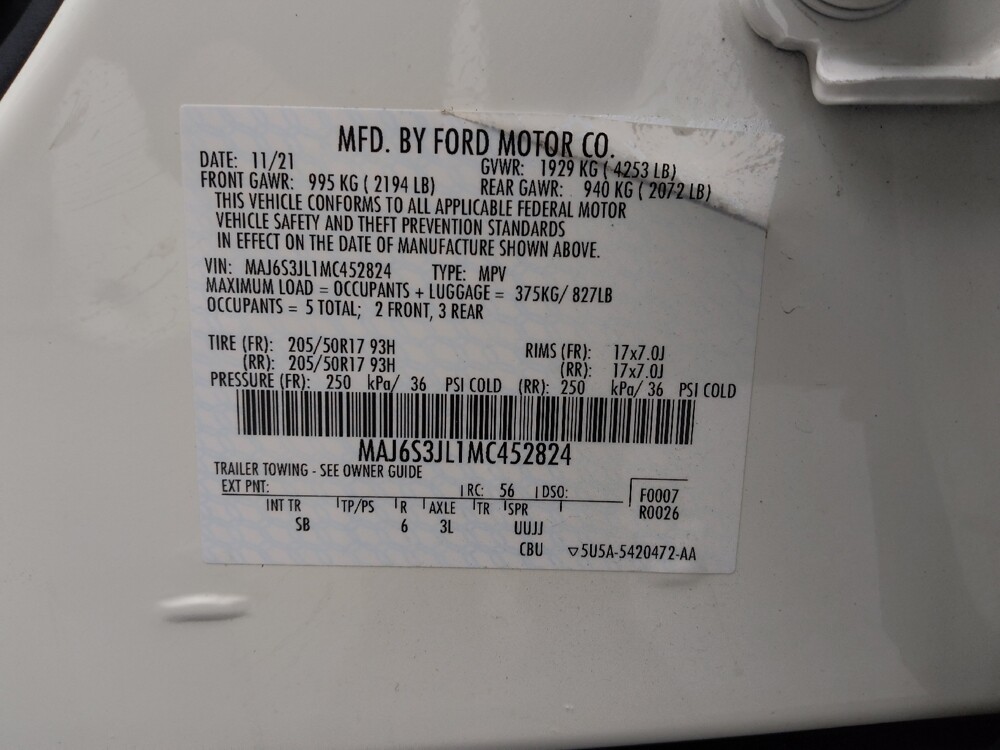 MFD. BY FORD MOTOR CO.
DATE: 11/21 GVWR: 1929 KG ( 4253 LB)
FRONT GAWR: 995 KG ( 2194 LB) REAR GAWR: 940 KG ( 2072 LB)
THIS VEHICLE CONFORMS TO ALL APPLICABLE FEDERAL MOTOR
VEHICLE SAFETY AND THEFT PREVENTION STANDARDS
IN EFFECT ON THE DATE OF MANUFACTURE SHOWN ABOVE.
VIN: MAJ6S3JL1MC452824 TYPE: MPV
MAXIMUM LOAD = OCCUPANTS + LUGGAGE = 375KG/ 827LB
OCCUPANTS = 5 TOTAL; 2 FRONT, 3 REAR
TIRE (FR): 205/50R17 93H RIMS (FR): 17x7.0J
(RR): 205/50R17 93H (RR): 17x7.0J
PRESSURE (FR): 250 kPa/ 36 PSI COLD (RR): 250 kPa/ 36 PSI COLD
MAJ6S3JL1MC452824
TRAILER TOWING - SEE OWNER GUIDE
EXT PNT: RC: 56 DSO: F0007
INT TR TP/PS R AXLE TR SPR R0026
SB 6 3L UUJJ
CBU ▽5U5A-5420472-AA